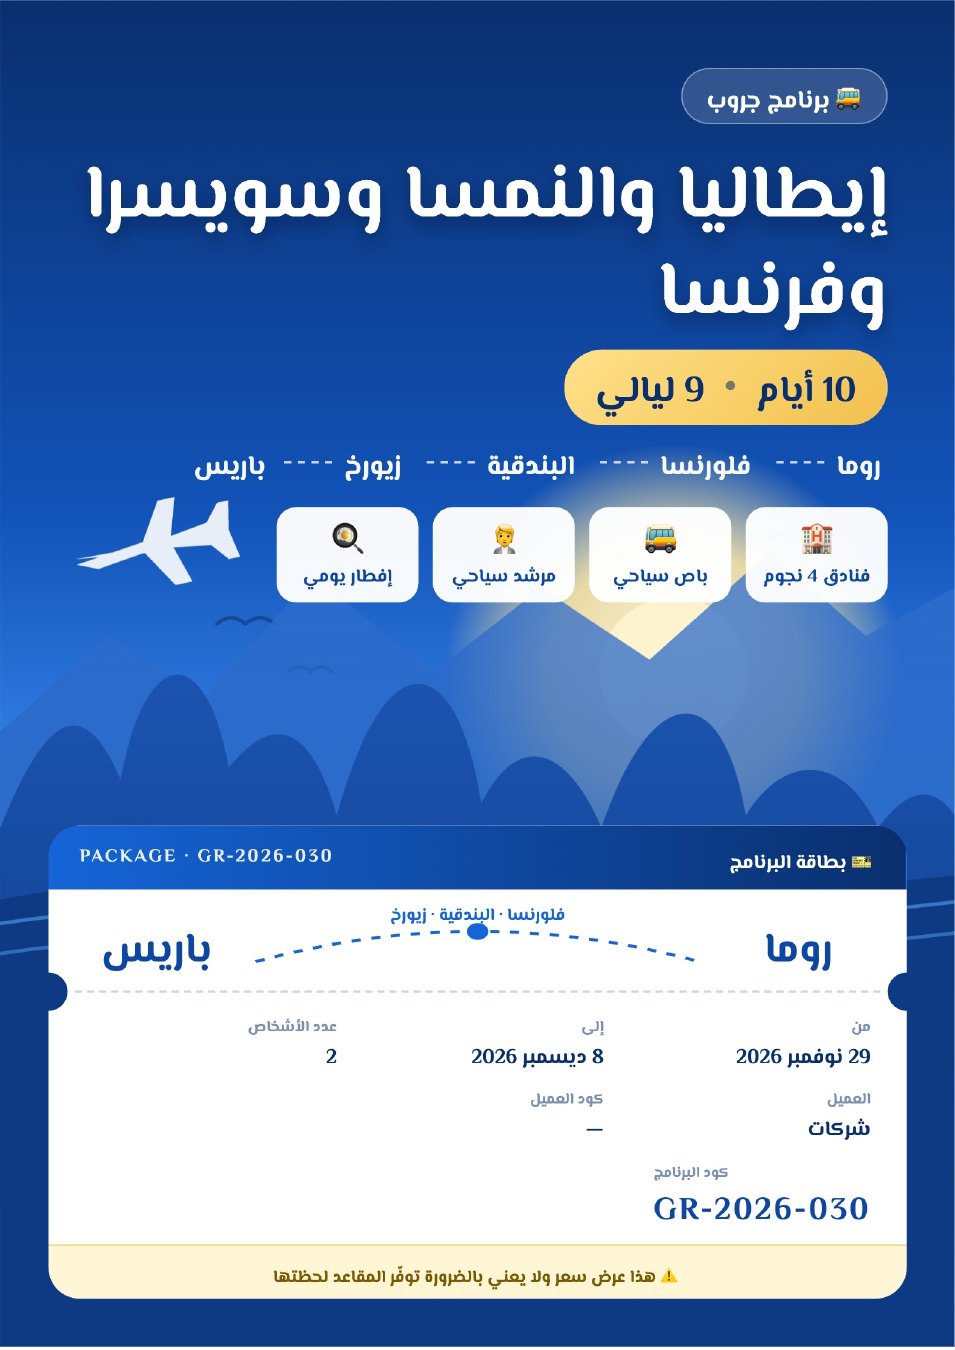 برنامج جروب
إيطاليا والنمسا وسويسرا
وفرنسا
10 أيام • 9 ليالي
روما ---- فلورنسا ---- البندقية ---- زيورخ ---- باريس
فنادق 4 نجوم
باص سياحي
مرشد سياحي
إفطار يومي
بطاقة البرنامج
PACKAGE · GR-2026-030
روما
فلورنسا · البندقية · زيورخ
باريس
من
إلى
عدد الأشخاص
29 نوفمبر 2026
8 ديسمبر 2026
2
العميل
كود العميل
شركات
—
كود البرنامج
GR-2026-030
⚠️ هذا عرض سعر ولا يعني بالضرورة توفّر المقاعد لحظتها